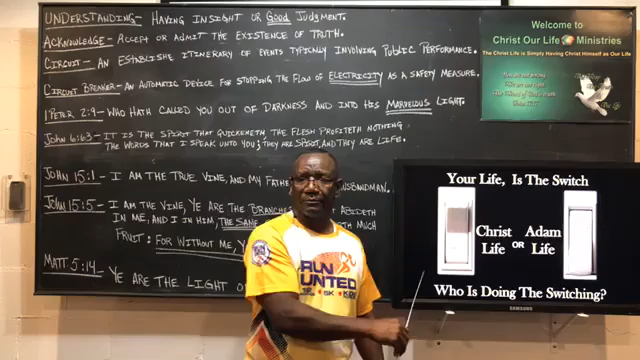 UNDERSTANDING- HAVING INSIGHT OR GOOD JUDGMENT.
ACKNOWLEDGE- ACCEPT OR ADMIT THE EXISTENCE OF TRUTH.
CIRCUIT- AN ESTABLISHE ITINERARY OF EVENTS TYPICALLY INVOLVING PUBLIC PERFORMANCE.
CIRCUIT BREAKER- AN AUTOMATIC DEVICE FOR STOPPING THE FLOW OF ELECTRICITY AS A SAFETY MEASURE.
1 PETER 2:9- WHO HATH CALLED YOU OUT OF DARKNESS AND INTO HIS MARVELOUS LIGHT.
JOHN 6:63- IT IS THE SPIRIT THAT QUICKENETH THE FLESH PROFITETH NOTHING
THE WORDS THAT I SPEAK UNTO YOU; THEY ARE SPIRIT, AND THEY ARE LIFE.
JOHN 15:1- I AM THE TRUE VINE, AND MY FATHE HUSBANDMAN.
JOHN 15:5- I AM THE VINE, YE ARE THE BRANCHES ABIDETH
IN ME, AND I IN HIM, THE SAME MUCH
FRUIT: FOR WITHOUT ME,
MATT 5:14- YE ARE THE LIGHT
Welcome to
Christ Our Life Ministries
The Christ Life is Simply Having Christ Himself as Our Life
The Way
The Life
Your Life, Is The Switch
Christ Life
OR
Adam Life
Who Is Doing The Switching?
SAMSUNG
RUN
UNITED
5K